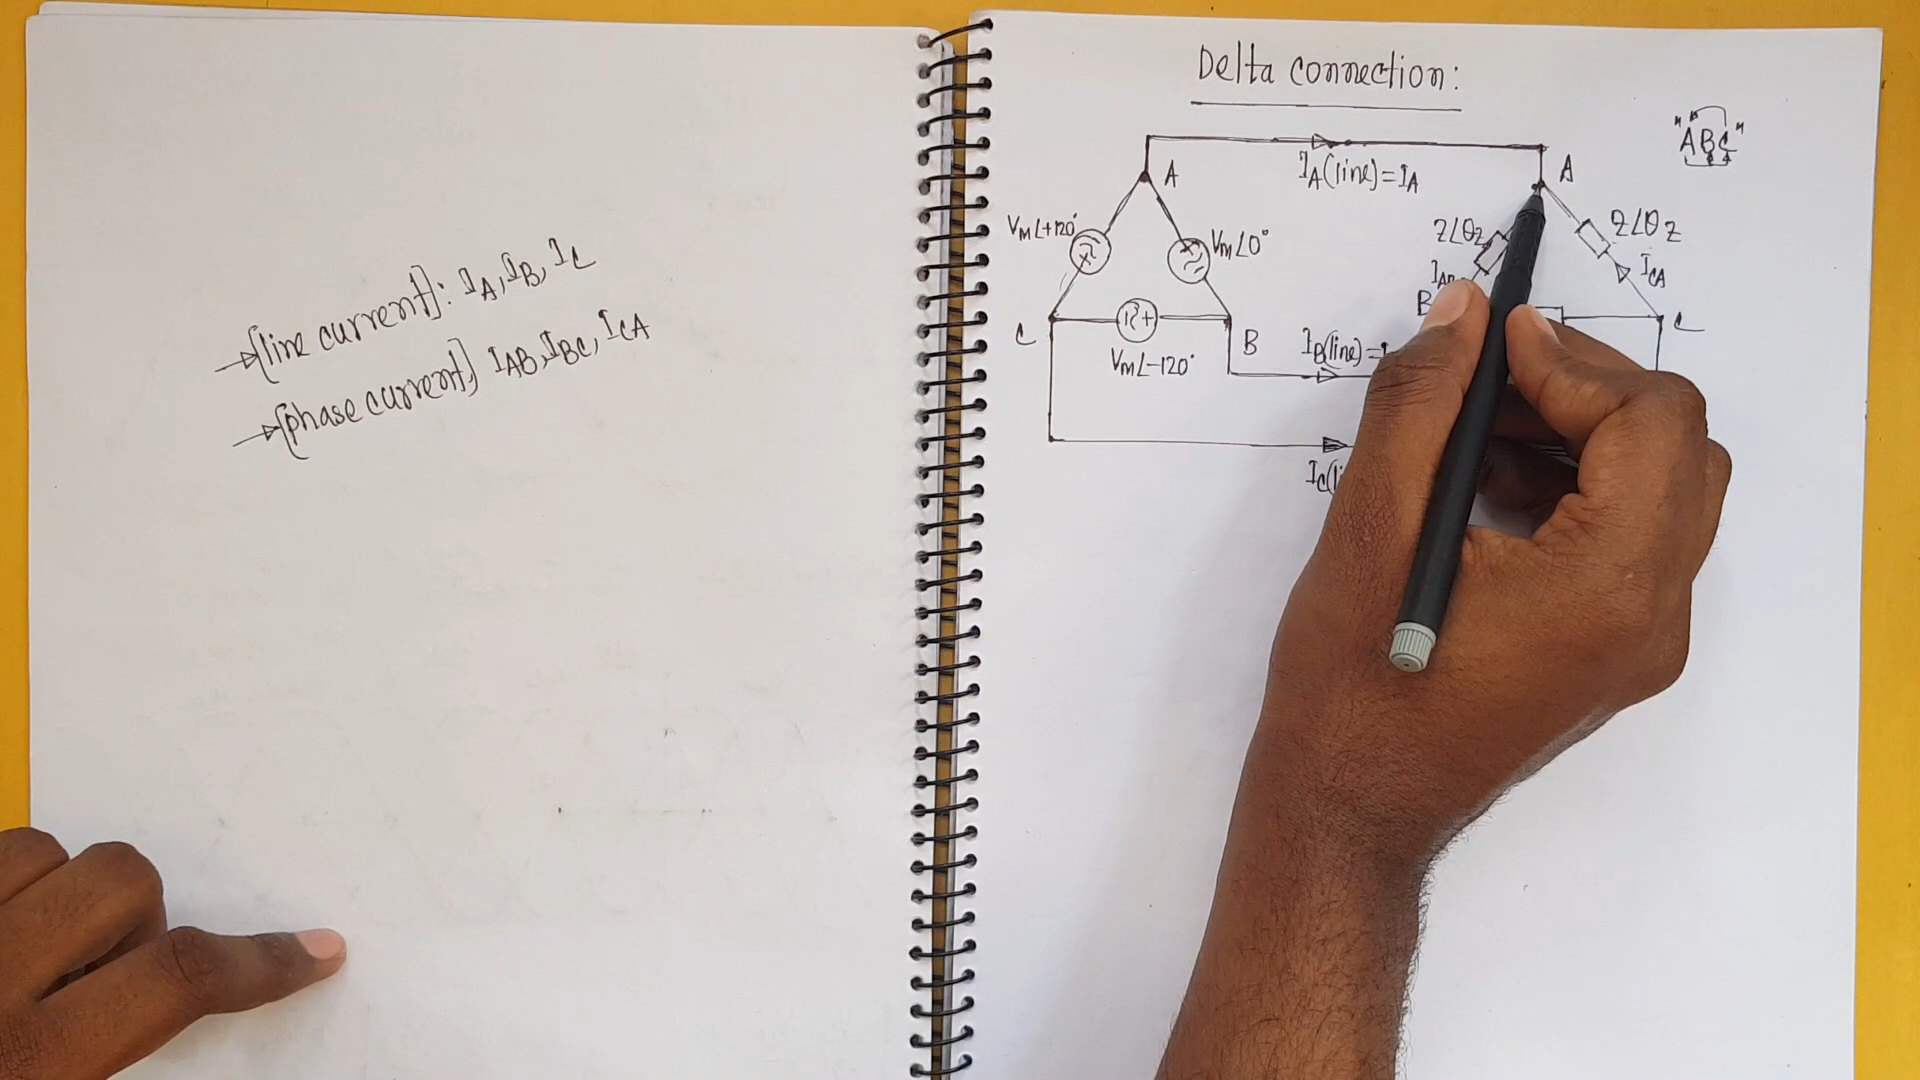 [line current]: IA, IB, IC
[phase current] IAB, IBC, ICA
Delta connection:
"ABC"
IA(line)=IA
A
A
VM∠+120°
VM∠0°
Z∠θz
Z∠θz
ICA
B
C
C
B
VM∠-120°
IB(line)=
IC(